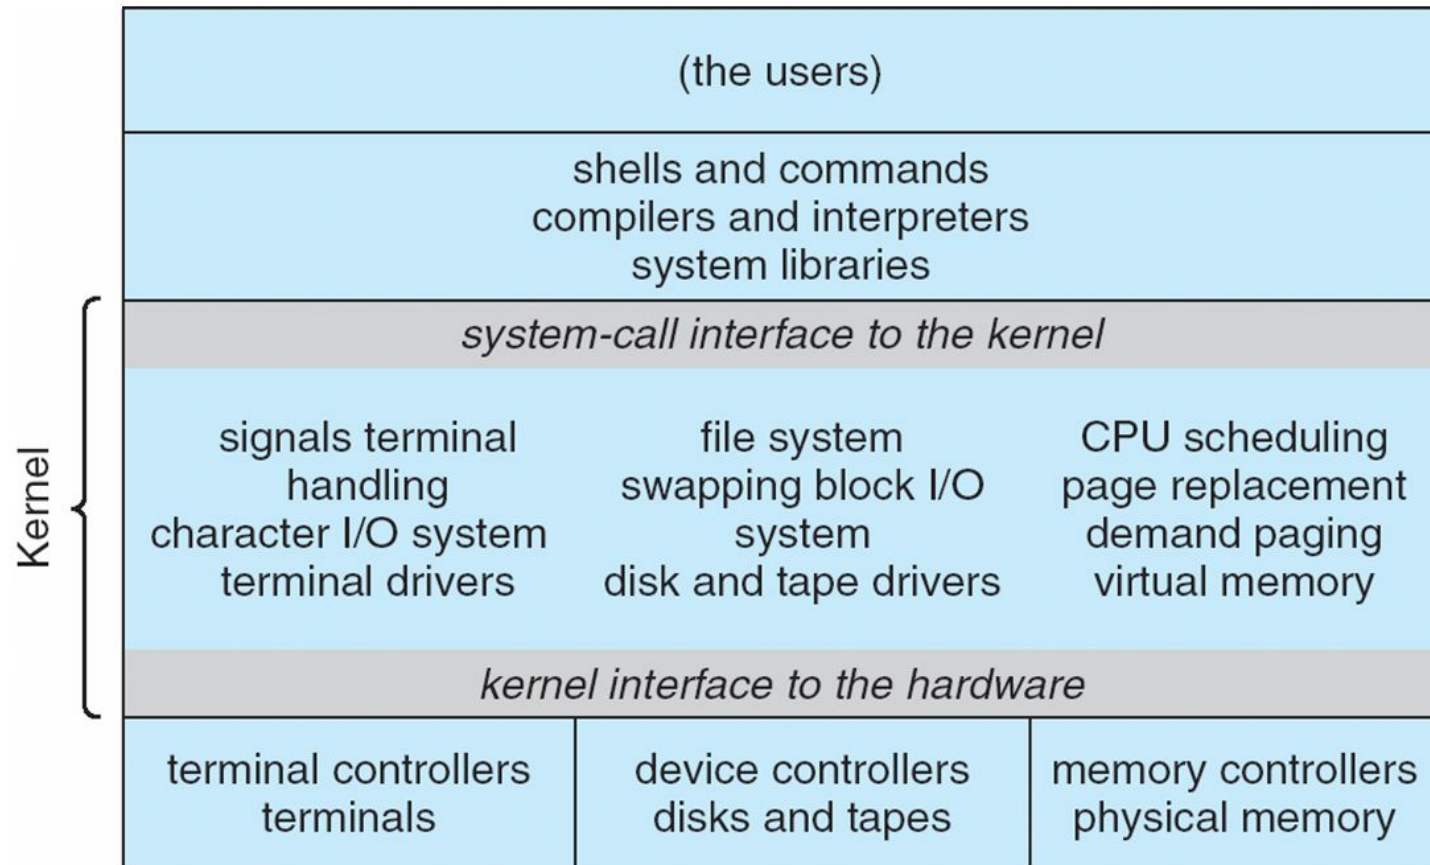 (the users)
shells and commands
compilers and interpreters
system libraries
Kernel
system-call interface to the kernel
signals terminal
handling
character I/O system
terminal drivers
file system
swapping block I/O
system
disk and tape drivers
CPU scheduling
page replacement
demand paging
virtual memory
kernel interface to the hardware
terminal controllers
terminals
device controllers
disks and tapes
memory controllers
physical memory